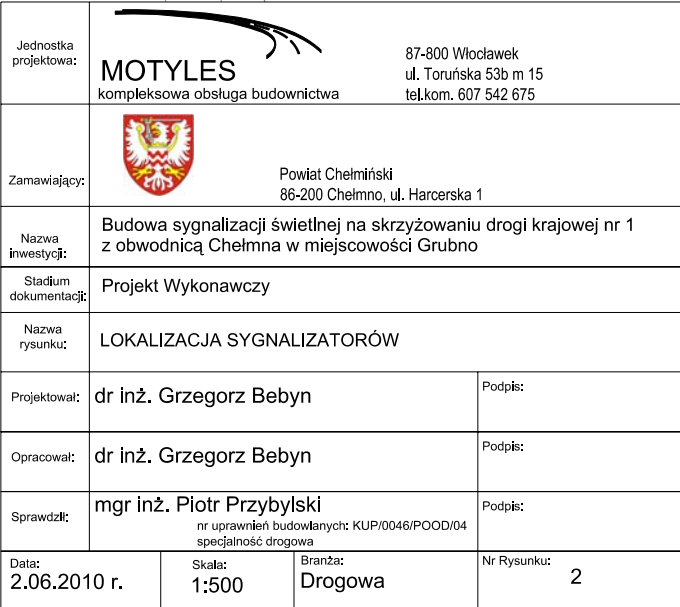 Jednostka
projektowa:
MOTYLES
kompleksowa obsługa budownictwa
87-800 Włocławek
ul. Toruńska 53b m 15
tel.kom. 607 542 675
Zamawiający:
Powiat Chełmiński
86-200 Chełmno, ul. Harcerska 1
Nazwa
inwestycji:
Budowa sygnalizacji świetlnej na skrzyżowaniu drogi krajowej nr 1
z obwodnicą Chełmna w miejscowości Grubno
Stadium
dokumentacji:
Projekt Wykonawczy
Nazwa
rysunku:
LOKALIZACJA SYGNALIZATORÓW
Projektował:
dr inż. Grzegorz Bebyn
Podpis:
Opracował:
dr inż. Grzegorz Bebyn
Podpis:
Sprawdził:
mgr inż. Piotr Przybylski
nr uprawnień budowlanych: KUP/0046/POOD/04
specjalność drogowa
Podpis:
Data:
2.06.2010 r.
Skala:
1:500
Branża:
Drogowa
Nr Rysunku:
2